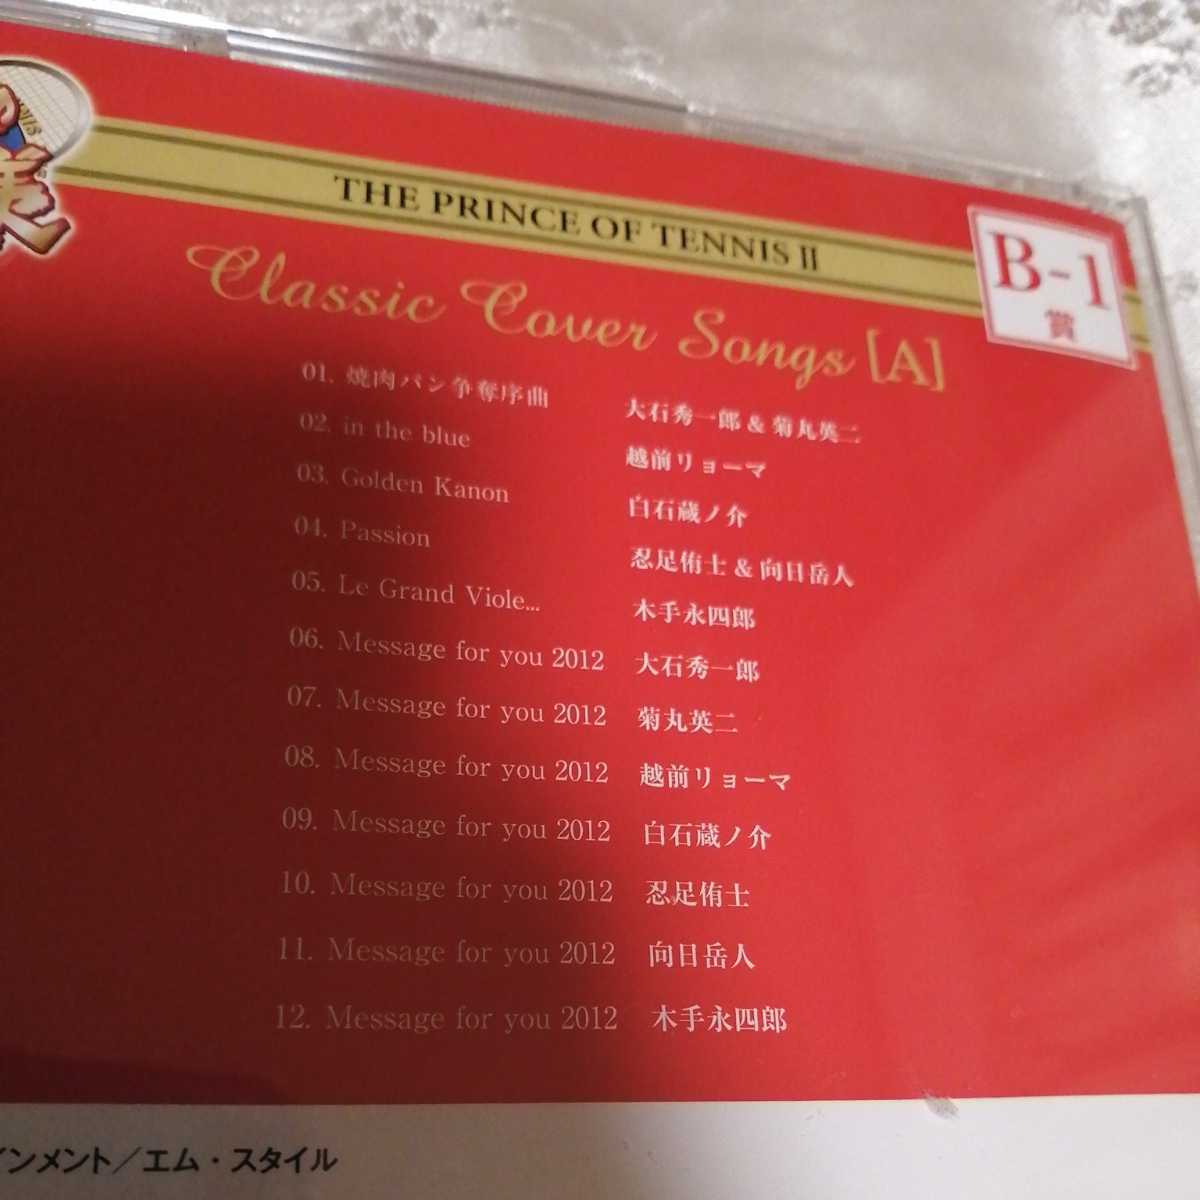 THE PRINCE OF TENNIS II
B-1
賞
Classic Cover Songs [A]
01. 焼肉パン争奪序曲 大石秀一郎 & 菊丸英二
02. in the blue 越前リョーマ
03. Golden Kanon 白石蔵ノ介
04. Passion 忍足侑士 & 向日岳人
05. Le Grand Viole... 木手永四郎
06. Message for you 2012 大石秀一郎
07. Message for you 2012 菊丸英二
08. Message for you 2012 越前リョーマ
09. Message for you 2012 白石蔵ノ介
10. Message for you 2012 忍足侑士
11. Message for you 2012 向日岳人
12. Message for you 2012 木手永四郎
インメント/エム・スタイル